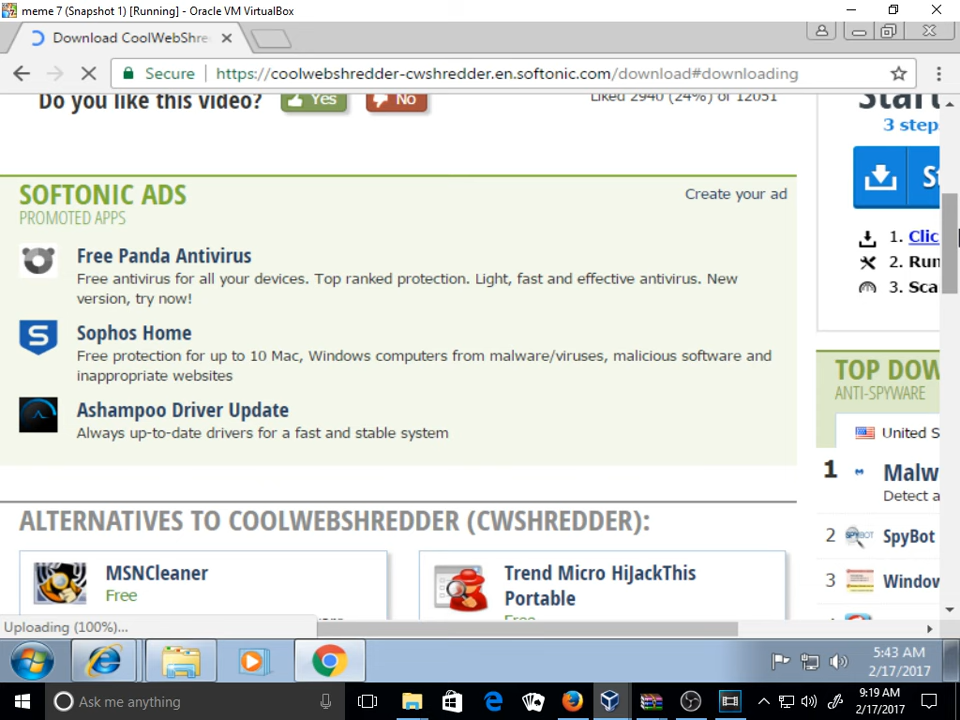 meme 7 (Snapshot 1) [Running] - Oracle VM VirtualBox
Download CoolWebShre
Secure https://coolwebshredder-cwshredder.en.softonic.com/download#downloading
Do you like this video? Yes No Liked 2940 (24%) of 12051
Start
3 step
SOFTONIC ADS
PROMOTED APPS
Create your ad
Free Panda Antivirus
Free antivirus for all your devices. Top ranked protection. Light, fast and effective antivirus. New
version, try now!
Sophos Home
Free protection for up to 10 Mac, Windows computers from malware/viruses, malicious software and
inappropriate websites
Ashampoo Driver Update
Always up-to-date drivers for a fast and stable system
St
1. Clic
2. Run
3. Sca
TOP DOW
ANTI-SPYWARE
United S
1 Malw
Detect a
2 SpyBot
3 Window
ALTERNATIVES TO COOLWEBSHREDDER (CWSHREDDER):
MSNCleaner
Free
Trend Micro HiJackThis
Portable
Free
Uploading (100%)...
5:43 AM
2/17/2017
Ask me anything
9:19 AM
2/17/2017